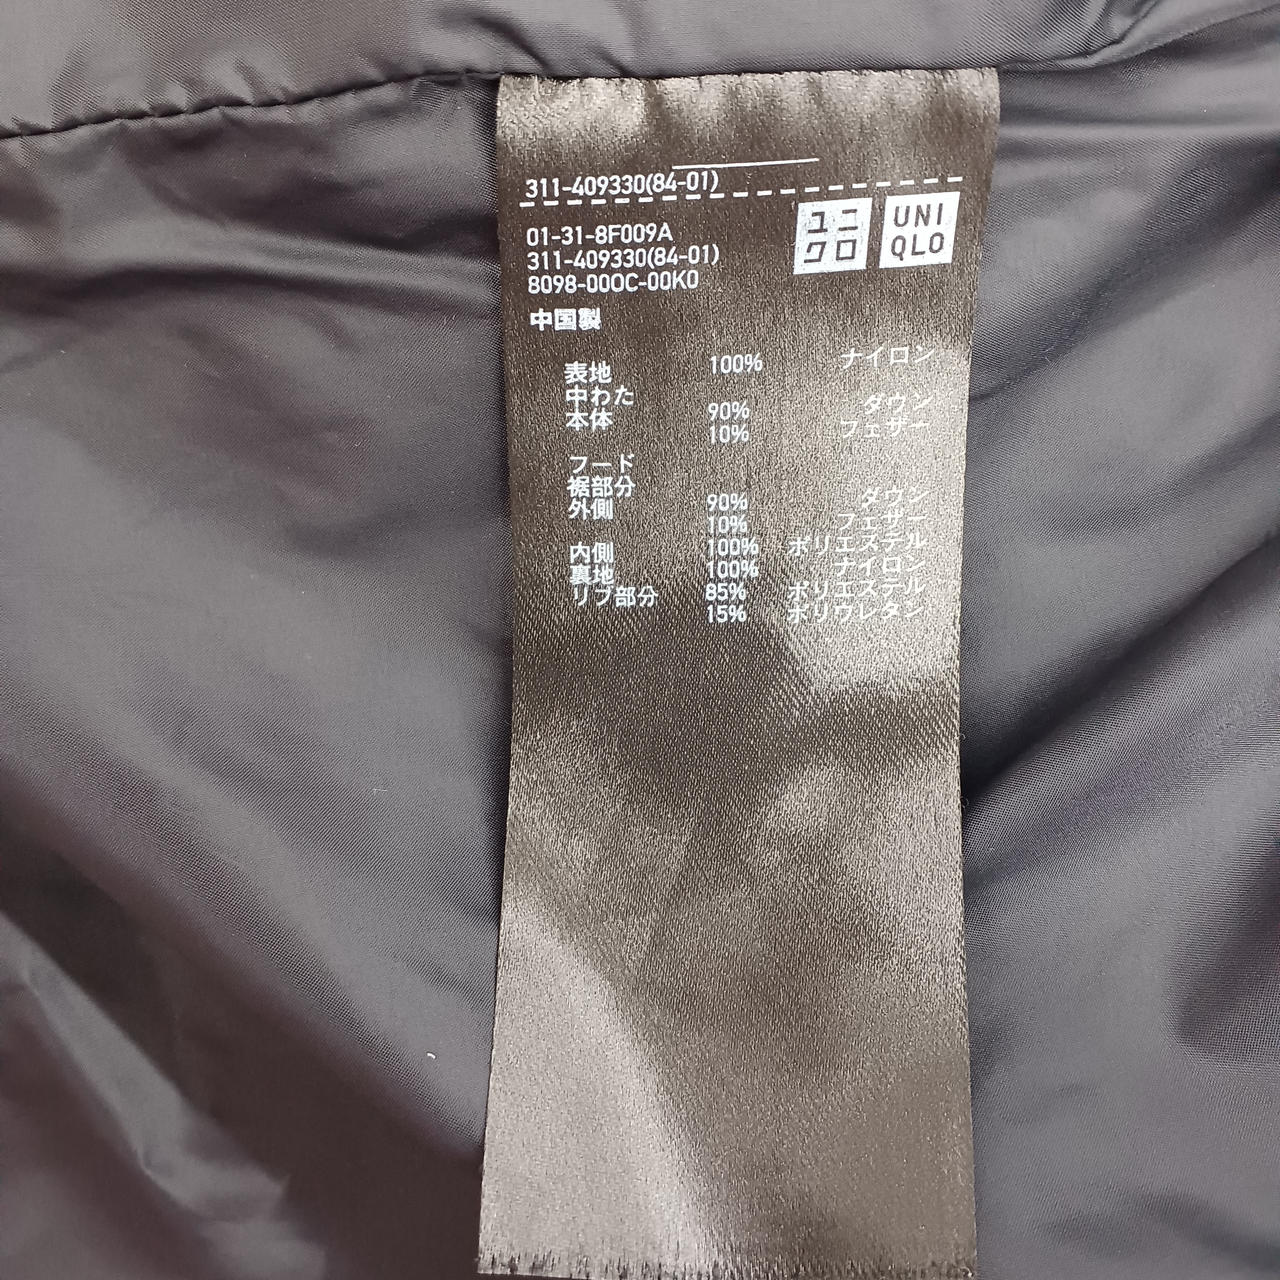 311-409330(84-01)
ユニ
クロ
UNI
QLO
01-31-8F009A
311-409330(84-01)
8098-000C-00K0
中国製
表地 100% ナイロン
中わた
本体 90% ダウン
10% フェザー
フード
裾部分
外側 90% ダウン
10% フェザー
内側 100% ポリエステル
裏地 100% ナイロン
リブ部分 85% ポリエステル
15% ポリウレタン